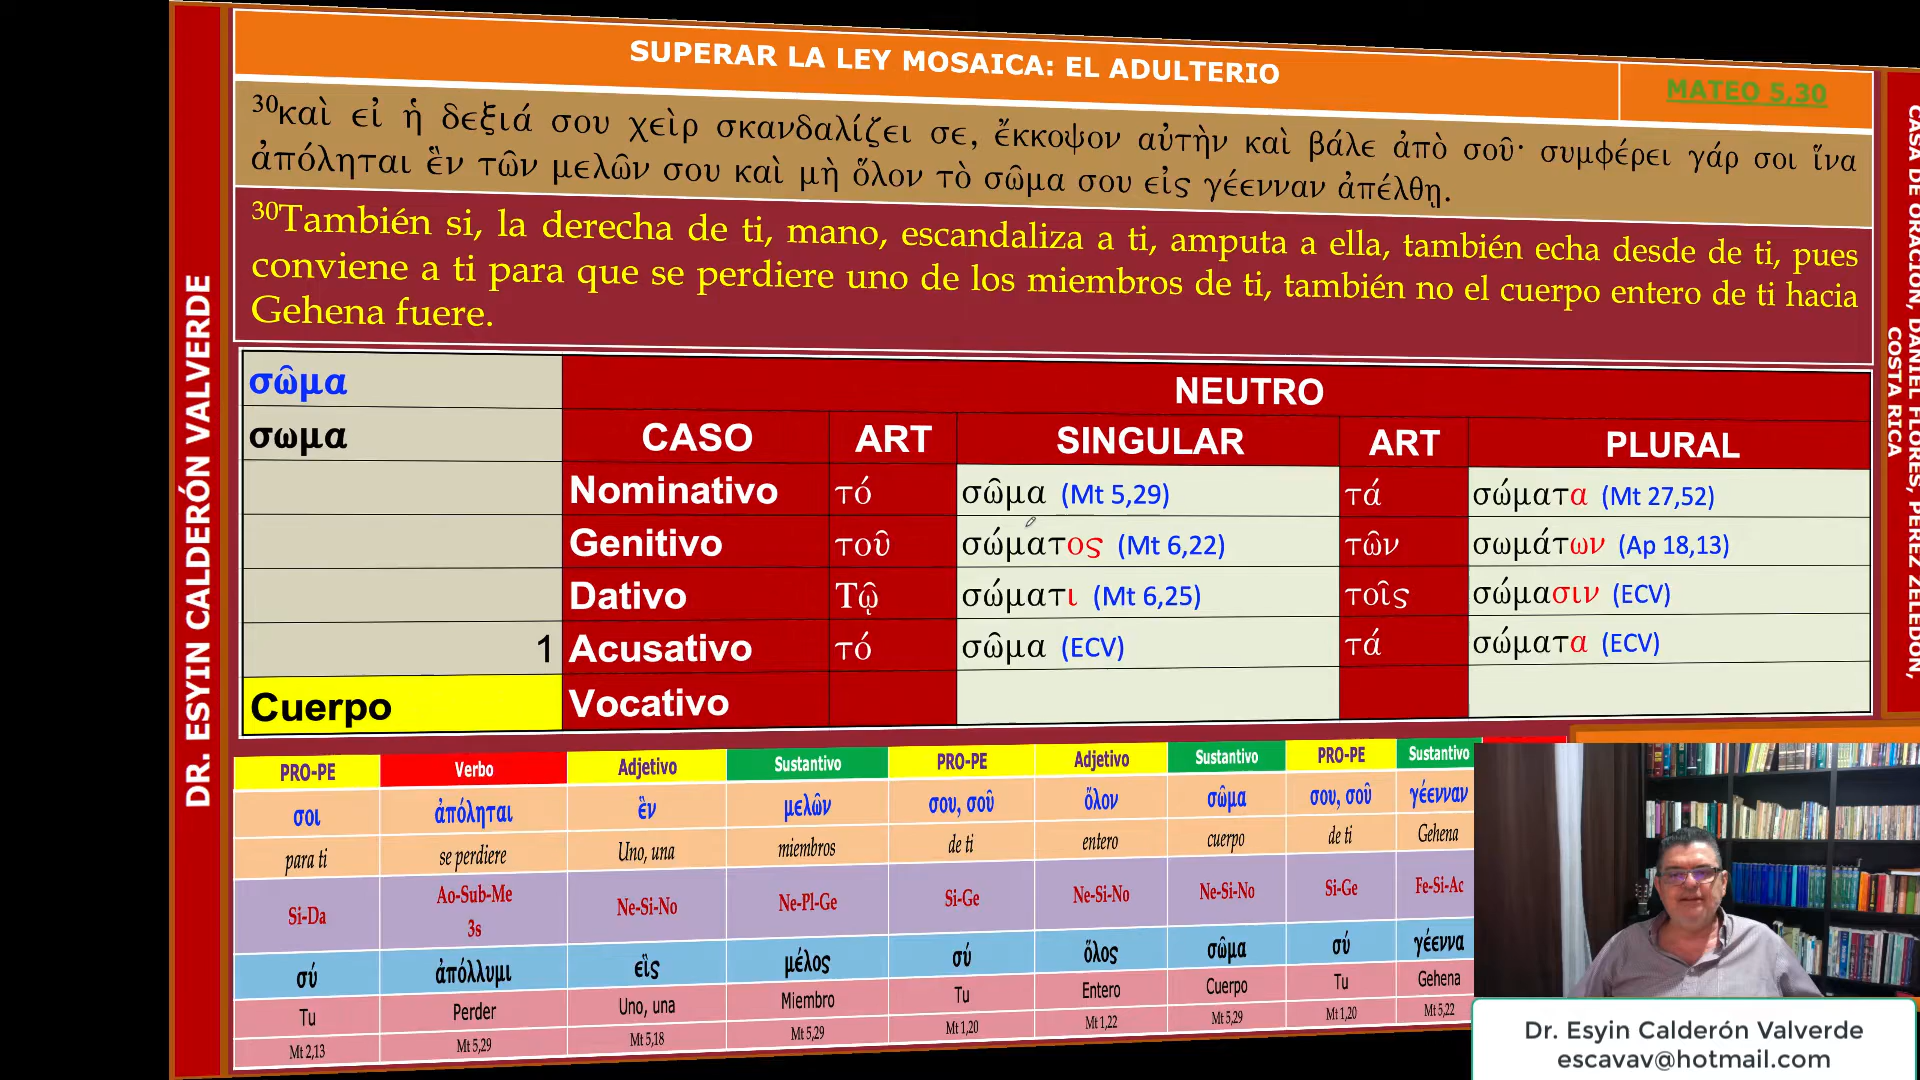 SUPERAR LA LEY MOSAICA: EL ADULTERIO
MATEO 5,30
30καὶ εἰ ἡ δεξιά σου χεὶρ σκανδαλίζει σε, ἔκκοψον αὐτὴν καὶ βάλε ἀπὸ σοῦ· συμφέρει γάρ σοι ἵνα
ἀπόληται ἓν τῶν μελῶν σου καὶ μὴ ὅλον τὸ σῶμα σου εἰς γέενναν ἀπέλθῃ.
30También si, la derecha de ti, mano, escandaliza a ti, amputa a ella, también echa desde de ti, pues
conviene a ti para que se perdiere uno de los miembros de ti, también no el cuerpo entero de ti hacia
Gehena fuere.
DR. ESYIN CALDERÓN VALVERDE
CASA DE ORACIÓN, DANIEL FLORES, PEREZ ZELEDÓN,
COSTA RICA
σῶμα NEUTRO
σωμα CASO ART SINGULAR ART PLURAL
Nominativo τό σῶμα (Mt 5,29) τά σώματα (Mt 27,52)
Genitivo τοῦ σώματος (Mt 6,22) τῶν σωμάτων (Ap 18,13)
Dativo Τῷ σώματι (Mt 6,25) τοῖς σώμασιν (ECV)
1 Acusativo τό σῶμα (ECV) τά σώματα (ECV)
Cuerpo Vocativo
PRO-PE Verbo Adjetivo Sustantivo PRO-PE Adjetivo Sustantivo PRO-PE Sustantivo
σοι ἀπόληται ἓν μελῶν σου, σοῦ ὅλον σῶμα σου, σοῦ γέενναν
para ti se perdiere Uno, una miembros de ti entero cuerpo de ti Gehena
Si-Da Ao-Sub-Me Ne-Si-No Ne-Pl-Ge Si-Ge Ne-Si-No Ne-Si-No Si-Ge Fe-Si-Ac
3s
σύ ἀπόλλυμι εἷς μέλος σύ ὅλος σῶμα σύ γέεννα
Tu Perder Uno, una Miembro Tu Entero Cuerpo Tu Gehena
Mt 2,13 Mt 5,29 Mt 5,18 Mt 5,29 Mt 1,20 Mt 1,22 Mt 5,29 Mt 1,20 Mt 5,22
Dr. Esyin Calderón Valverde
escavav@hotmail.com